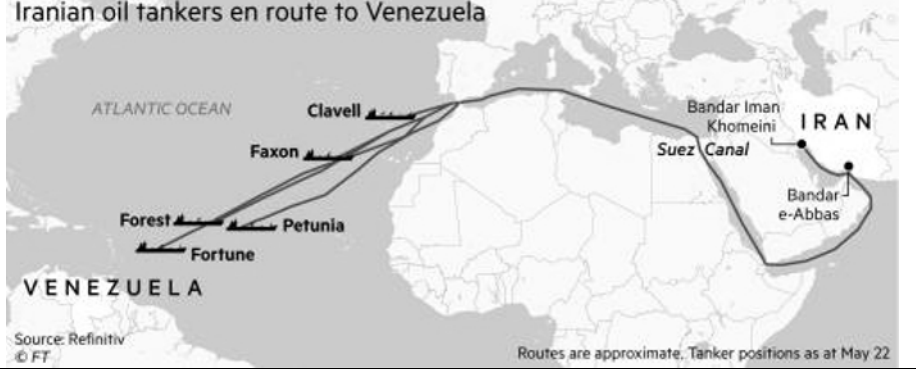 Iranian oil tankers en route to Venezuela
ATLANTIC OCEAN
Clavell
Bandar Iman
Khomeini
IRAN
Faxon
Suez Canal
Bandar
e-Abbas
Forest
Petunia
Fortune
VENEZUELA
Source: Refinitiv
© FT
Routes are approximate. Tanker positions as at May 22